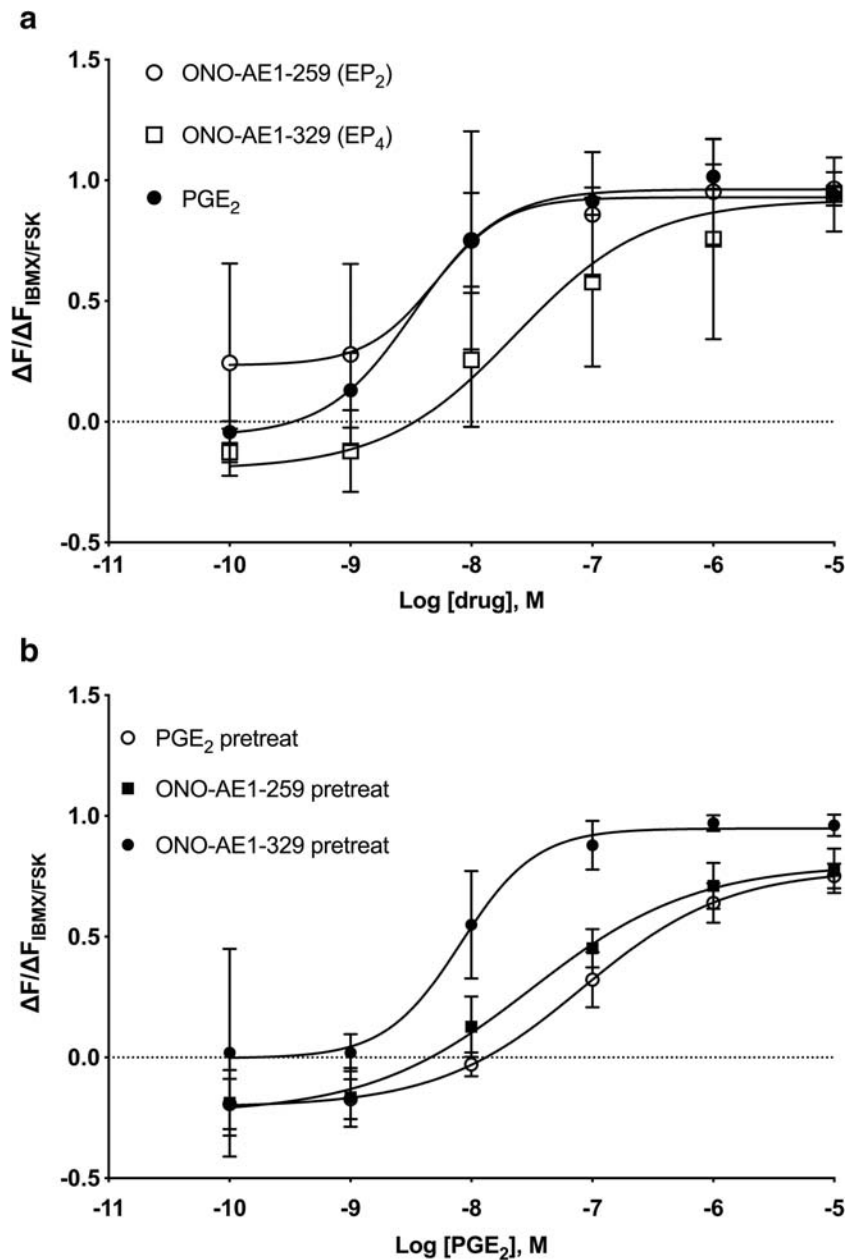 a
1.5
ONO-AE1-259 (EP₂)
ONO-AE1-329 (EP₄)
1.0
PGE₂
ΔF/ΔF_IBMX/FSK
0.5
0.0
-0.5
-11 -10 -9 -8 -7 -6 -5
Log [drug], M
b
1.5
PGE₂ pretreat
ONO-AE1-259 pretreat
1.0
ONO-AE1-329 pretreat
ΔF/ΔF_IBMX/FSK
0.5
0.0
-0.5
-11 -10 -9 -8 -7 -6 -5
Log [PGE₂], M